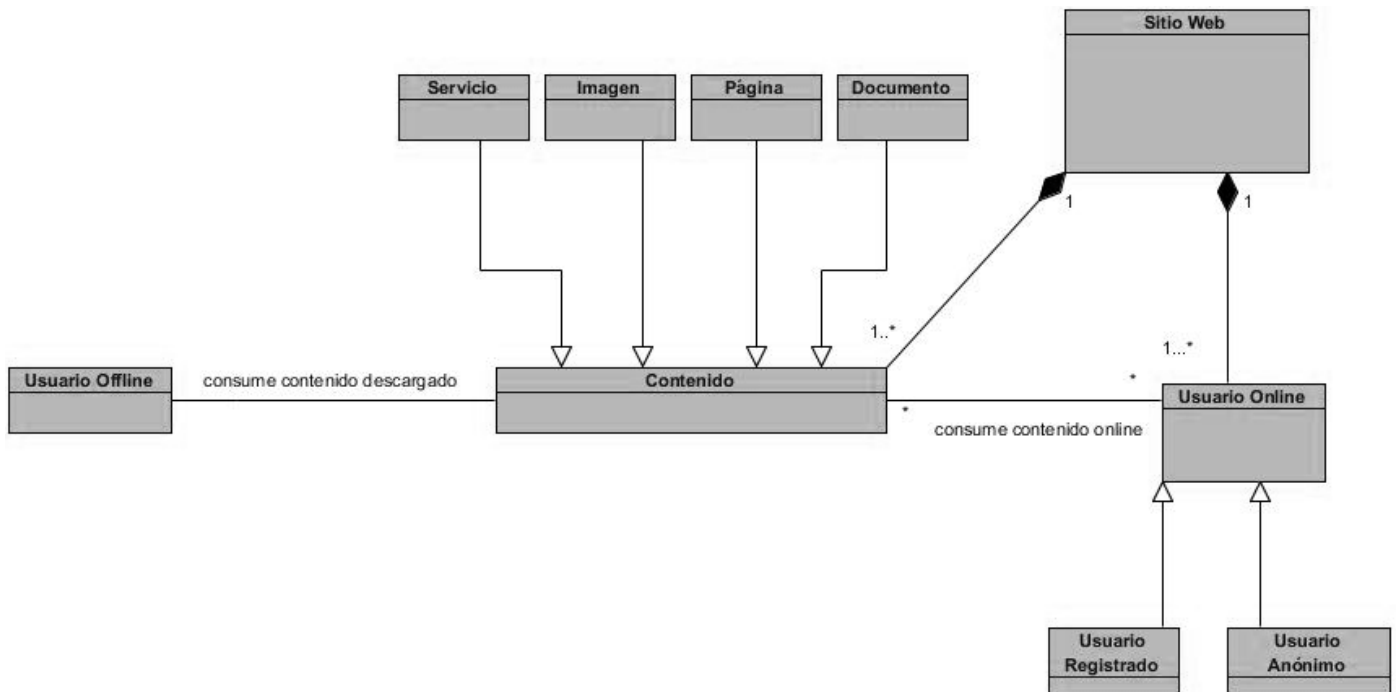 Sitio Web
Servicio
Imagen
Página
Documento
1
1
1..*
1...*
Usuario Offline
consume contenido descargado
Contenido
*
*
Usuario Online
consume contenido online
Usuario
Registrado
Usuario
Anónimo